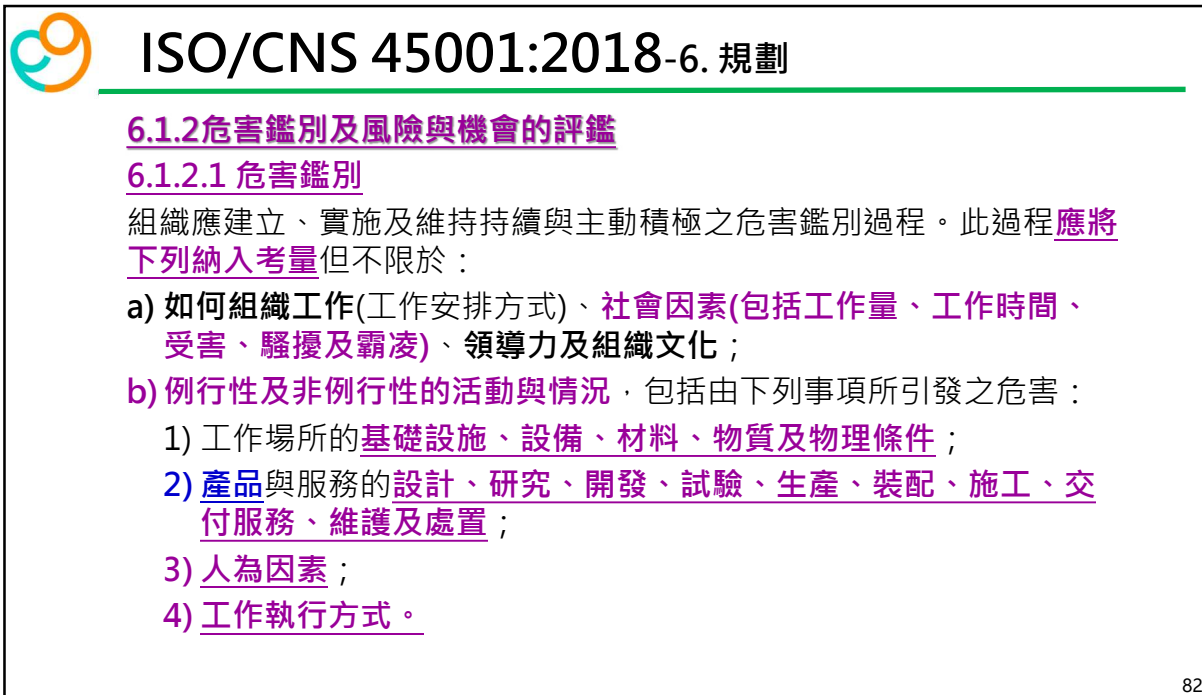 ISO/CNS 45001:2018-6. 規劃
6.1.2危害鑑別及風險與機會的評鑑
6.1.2.1 危害鑑別
組織應建立、實施及維持持續與主動積極之危害鑑別過程。此過程應將
下列納入考量但不限於：
a) 如何組織工作(工作安排方式)、社會因素(包括工作量、工作時間、
受害、騷擾及霸凌)、領導力及組織文化；
b) 例行性及非例行性的活動與情況，包括由下列事項所引發之危害：
1) 工作場所的基礎設施、設備、材料、物質及物理條件；
2) 產品與服務的設計、研究、開發、試驗、生產、裝配、施工、交
付服務、維護及處置；
3) 人為因素；
4) 工作執行方式。
82